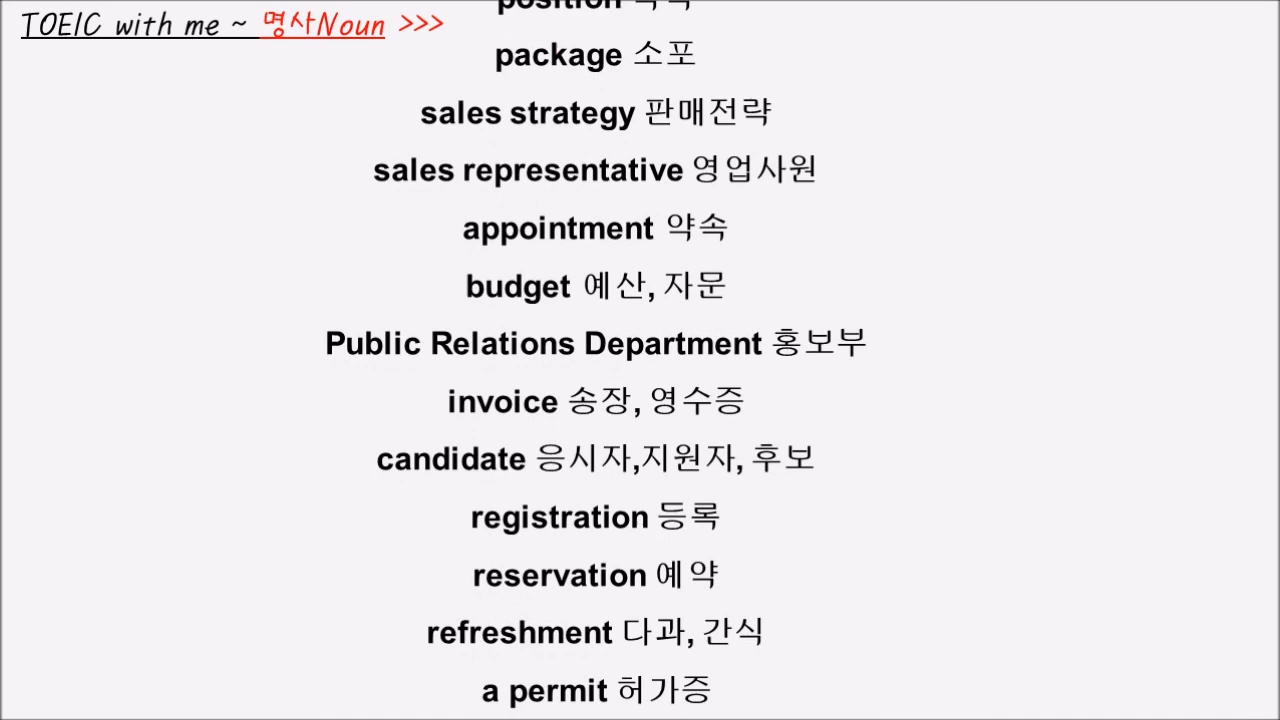 TOEIC with me ~ 명사Noun >>>
position
package 소포
sales strategy 판매전략
sales representative 영업사원
appointment 약속
budget 예산, 자문
Public Relations Department 홍보부
invoice 송장, 영수증
candidate 응시자,지원자, 후보
registration 등록
reservation 예약
refreshment 다과, 간식
a permit 허가증